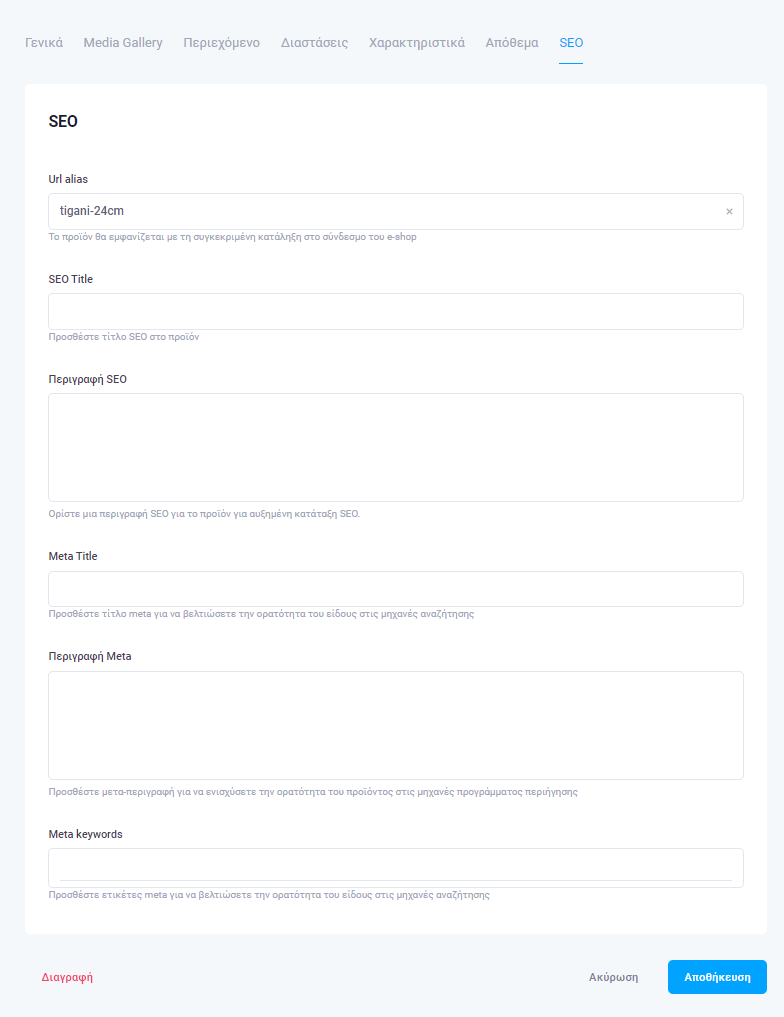 Γενικά Media Gallery Περιεχόμενο Διαστάσεις Χαρακτηριστικά Απόθεμα SEO
SEO
Url alias
tigani-24cm ×
Το προϊόν θα εμφανίζεται με τη συγκεκριμένη κατάληξη στο σύνδεσμο του e-shop
SEO Title
Προσθέστε τίτλο SEO στο προϊόν
Περιγραφή SEO
Ορίστε μια περιγραφή SEO για το προϊόν για αυξημένη κατάταξη SEO.
Meta Title
Προσθέστε τίτλο meta για να βελτιώσετε την ορατότητα του είδους στις μηχανές αναζήτησης
Περιγραφή Meta
Προσθέστε μετα-περιγραφή για να ενισχύσετε την ορατότητα του προϊόντος στις μηχανές προγράμματος περιήγησης
Meta keywords
Προσθέστε ετικέτες meta για να βελτιώσετε την ορατότητα του είδους στις μηχανές αναζήτησης
Διαγραφή Ακύρωση Αποθήκευση